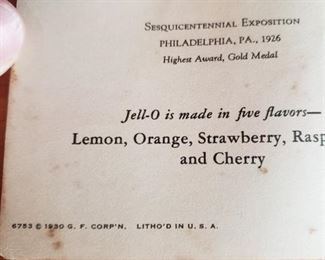 Sesquicentennial Exposition
PHILADELPHIA, PA., 1926
Highest Award, Gold Medal
Jell-O is made in five flavors—
Lemon, Orange, Strawberry, Rasp
and Cherry
6753 © 1930 G. F. CORP'N. LITHO'D IN U. S. A.